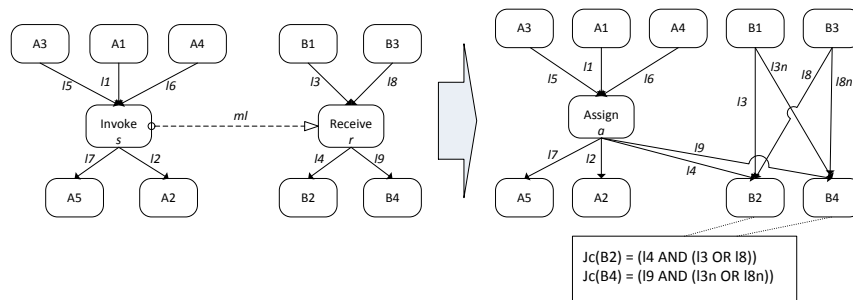 A3 A1 A4 B1 B3
l5 l1 l6 l3 l8
Invoke
s
ml
Receive
r
l7 l2 l4 l9
A5 A2 B2 B4
A3 A1 A4 B1 B3
l5 l1 l6 l3n l8 l8n
l3
Assign
a
l9
l7 l2 l4
A5 A2 B2 B4
Jc(B2) = (l4 AND (l3 OR l8))
Jc(B4) = (l9 AND (l3n OR l8n))